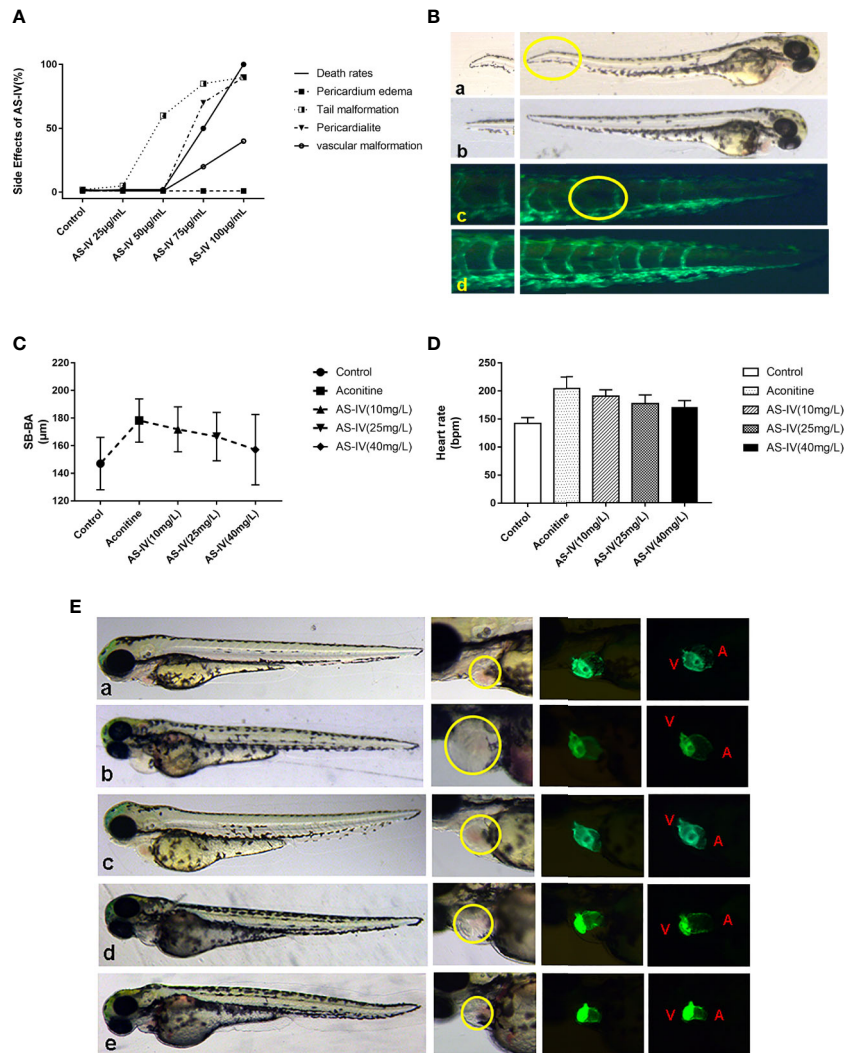 A
Side Effects of AS-IV(%)
100
50
0
Control
AS-IV 25µg/mL
AS-IV 50µg/mL
AS-IV 75µg/mL
AS-IV 100µg/mL
Death rates
Pericardium edema
Tail malformation
Pericardialite
vascular malformation
B
a
b
c
d
C
SB-BA
(µm)
220
200
180
160
140
120
Control
Aconitine
AS-IV(10mg/L)
AS-IV(25mg/L)
AS-IV(40mg/L)
Control
Aconitine
AS-IV(10mg/L)
AS-IV(25mg/L)
AS-IV(40mg/L)
D
Heart rate
(bpm)
250
200
150
100
50
0
Control
Aconitine
AS-IV(10mg/L)
AS-IV(25mg/L)
AS-IV(40mg/L)
Control
Aconitine
AS-IV(10mg/L)
AS-IV(25mg/L)
AS-IV(40mg/L)
E
a
V A
b
V
A
c
V
A
d
V A
e
V A